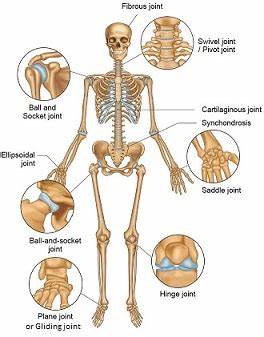 Fibrous joint
Swivel joint
/ Pivot joint
Ball and
Socket joint
Cartilaginous joint
Synchondrosis
Ellipsoidal
joint
Saddle joint
Ball-and-socket
joint
Hinge joint
Plane joint
or Gliding joint